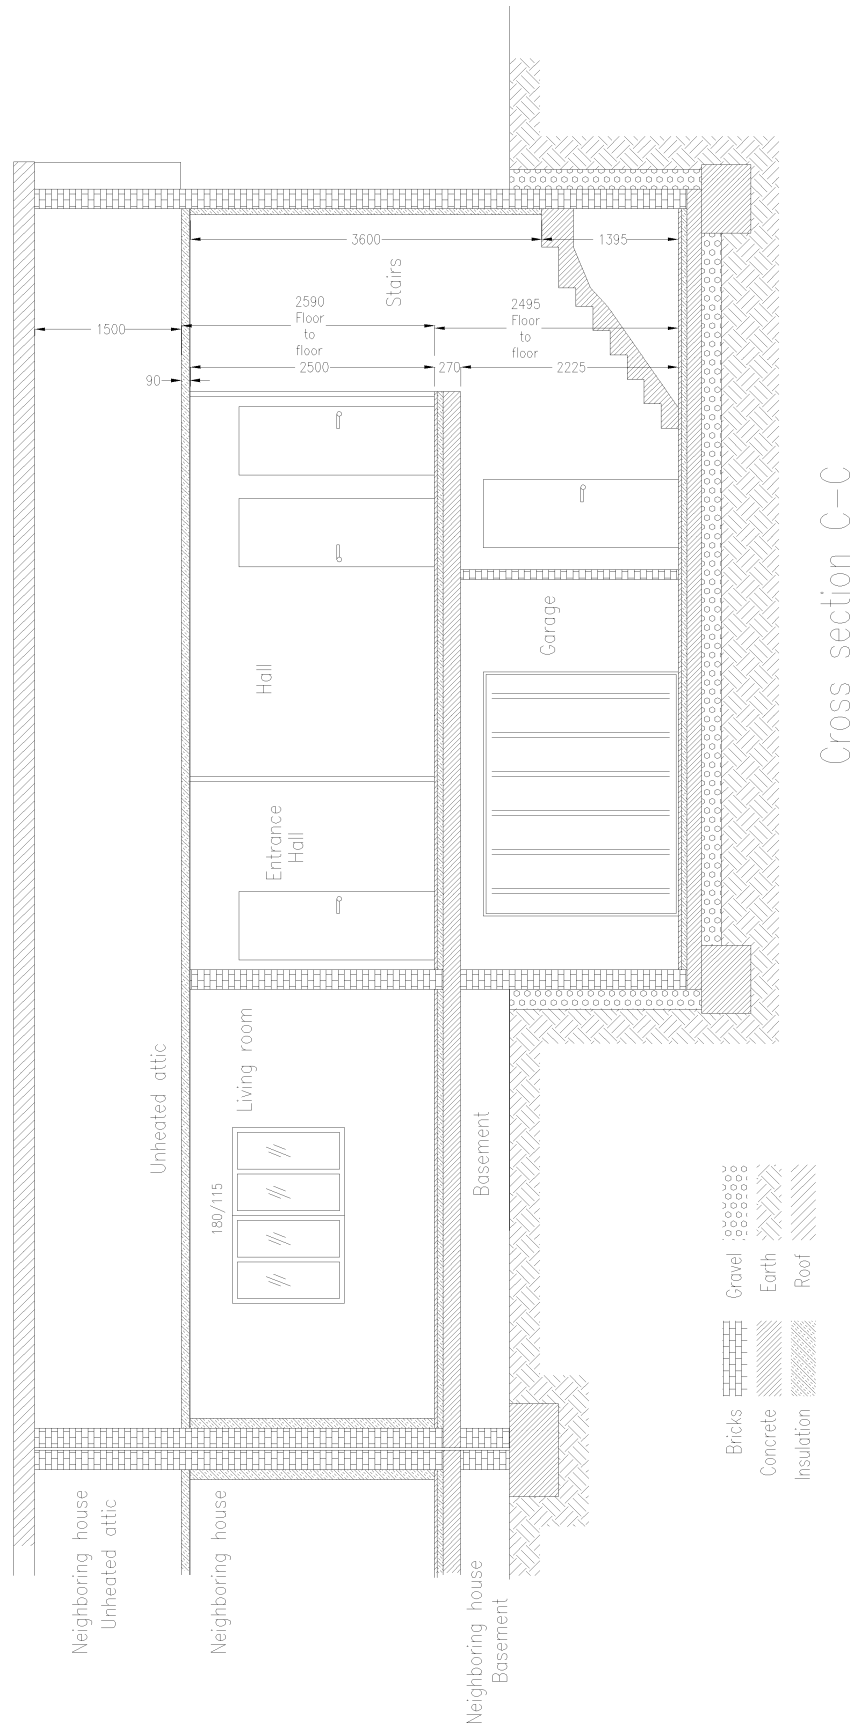 Neighboring house
Unheated attic
Unheated attic
1500
90
Neighboring house
180/115
Living room
Entrance
Hall
Hall
2590
Floor
to
floor
2500
3600
Stairs
270
2495
Floor
to
floor
2225
1395
Neighboring house
Basement
Basement
Garage
Bricks
Gravel
Concrete
Earth
Insulation
Roof
Cross section C-C